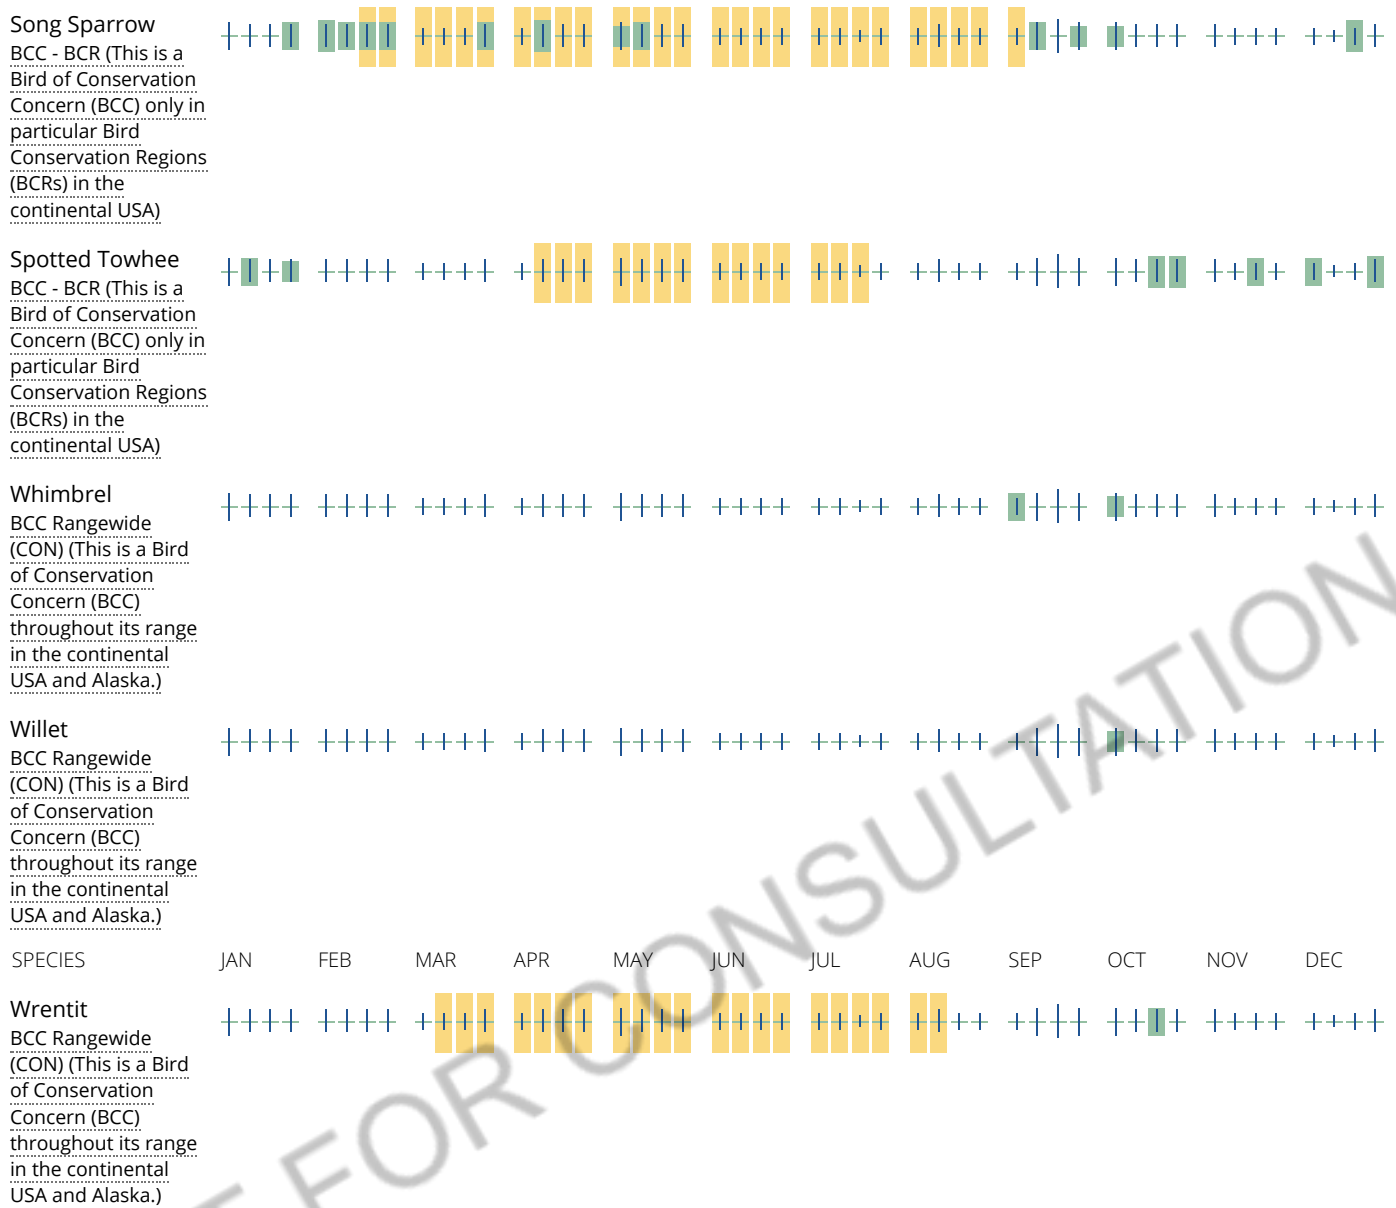 Song Sparrow
BCC - BCR (This is a
Bird of Conservation
Concern (BCC) only in
particular Bird
Conservation Regions
(BCRs) in the
continental USA)
Spotted Towhee
BCC - BCR (This is a
Bird of Conservation
Concern (BCC) only in
particular Bird
Conservation Regions
(BCRs) in the
continental USA)
Whimbrel
BCC Rangewide
(CON) (This is a Bird
of Conservation
Concern (BCC)
throughout its range
in the continental
USA and Alaska.)
Willet
BCC Rangewide
(CON) (This is a Bird
of Conservation
Concern (BCC)
throughout its range
in the continental
USA and Alaska.)
SPECIES JAN FEB MAR APR MAY JUN JUL AUG SEP OCT NOV DEC
Wrentit
BCC Rangewide
(CON) (This is a Bird
of Conservation
Concern (BCC)
throughout its range
in the continental
USA and Alaska.)
FOR CONSULTATION